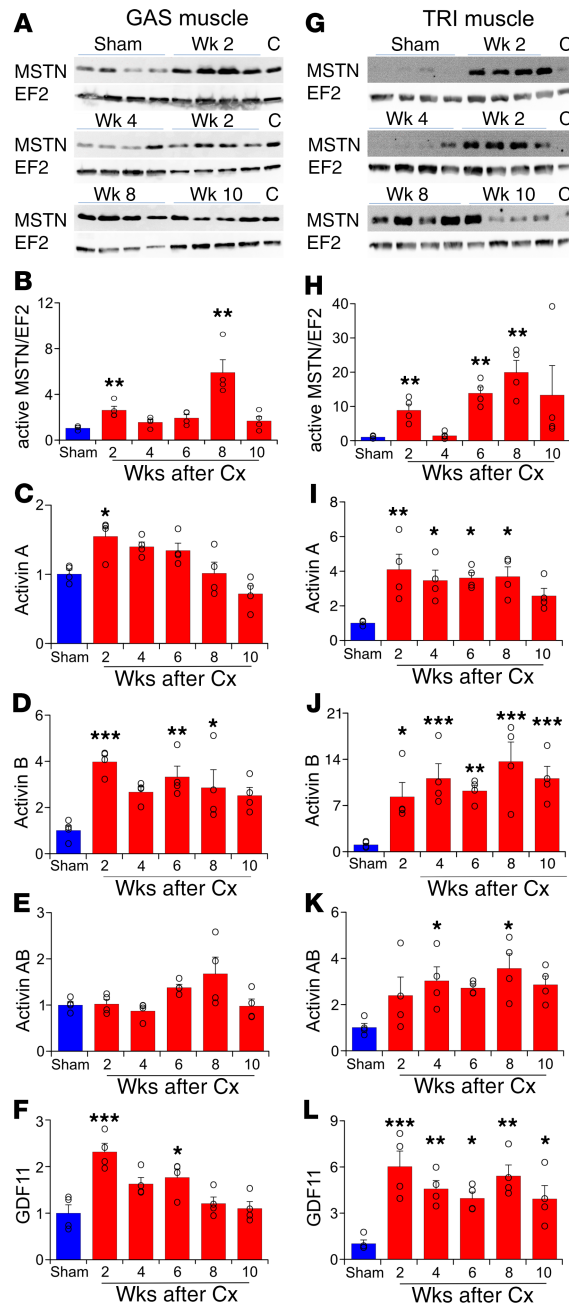 A GAS muscle
Sham Wk 2 C
MSTN
EF2
Wk 4 Wk 2 C
MSTN
EF2
Wk 8 Wk 10 C
MSTN
EF2
G TRI muscle
Sham Wk 2 C
MSTN
EF2
Wk 4 Wk 2 C
MSTN
EF2
Wk 8 Wk 10 C
MSTN
EF2
B
active MSTN/EF2
12
8
4
0
** **
Sham 2 4 6 8 10
Wks after Cx
H
active MSTN/EF2
40
30
20
10
0
** ** **
Sham 2 4 6 8 10
Wks after Cx
C
Activin A
2
1
0
*
Sham 2 4 6 8 10
Wks after Cx
I
Activin A
8
6
4
2
0
** * * *
Sham 2 4 6 8 10
Wks after Cx
D
Activin B
6
4
2
0
*** ** *
Sham 2 4 6 8 10
Wks after Cx
J
Activin B
21
14
7
0
* *** ** *** ***
Sham 2 4 6 8 10
Wks after Cx
E
Activin AB
3
2
1
0
Sham 2 4 6 8 10
Wks after Cx
K
Activin AB
6
4
2
0
* *
Sham 2 4 6 8 10
Wks after Cx
F
GDF11
3
2
1
0
*** *
Sham 2 4 6 8 10
Wks after Cx
L
GDF11
9
6
3
0
*** ** * ** *
Sham 2 4 6 8 10
Wks after Cx